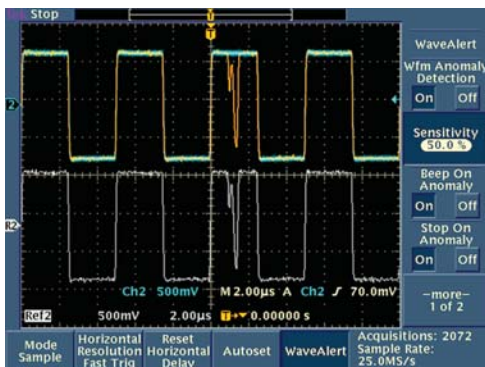 Stop
T
T
WaveAlert
Wfm Anomaly
Detection
On Off
2
Sensitivity
50.0 %
Beep On
Anomaly
On Off
Stop On
Anomaly
On Off
R2
Ch2 500mV M 2.00µs A Ch2 ʃ 70.0mV
-more-
1 of 2
Ref2 500mV 2.00µs T→▼ 0.00000 s
Mode
Sample
Horizontal
Resolution
Fast Trig
Reset
Horizontal
Delay
Autoset
WaveAlert
Acquisitions: 2072
Sample Rate:
25.0MS/s